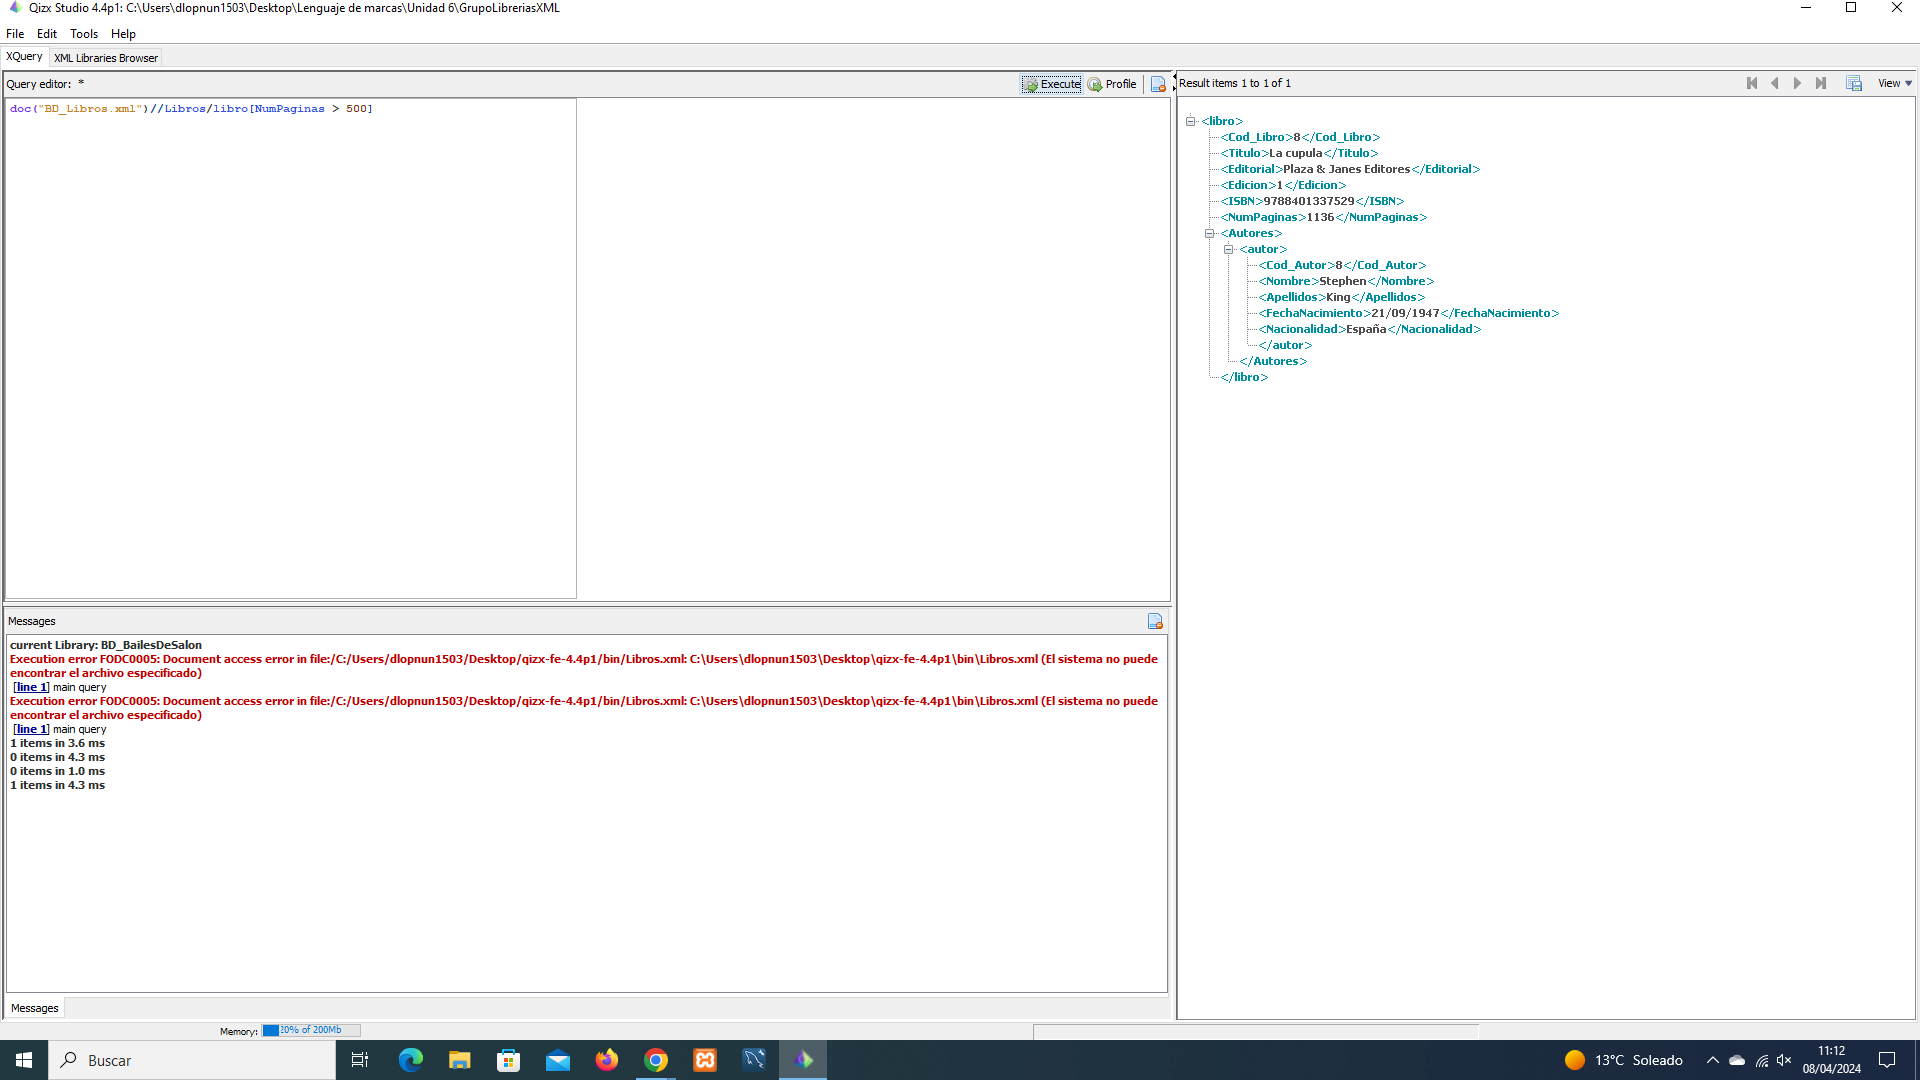 Qizx Studio 4.4p1: C:\Users\dlopnun1503\Desktop\Lenguaje de marcas\Unidad 6\GrupoLibreriasXML
File Edit Tools Help
XQuery XML Libraries Browser
Query editor: * Execute Profile
doc("BD_Libros.xml")//Libros/libro[NumPaginas > 500]
Messages
current Library: BD_BailesDeSalon
Execution error FODC0005: Document access error in file:/C:/Users/dlopnun1503/Desktop/qizx-fe-4.4p1/bin/Libros.xml: C:\Users\dlopnun1503\Desktop\qizx-fe-4.4p1\bin\Libros.xml (El sistema no puede
encontrar el archivo especificado)
[line 1] main query
Execution error FODC0005: Document access error in file:/C:/Users/dlopnun1503/Desktop/qizx-fe-4.4p1/bin/Libros.xml: C:\Users\dlopnun1503\Desktop\qizx-fe-4.4p1\bin\Libros.xml (El sistema no puede
encontrar el archivo especificado)
[line 1] main query
1 items in 3.6 ms
0 items in 4.3 ms
0 items in 1.0 ms
1 items in 4.3 ms
Messages
Result items 1 to 1 of 1 View
<libro>
<Cod_Libro>8</Cod_Libro>
<Titulo>La cupula</Titulo>
<Editorial>Plaza & Janes Editores</Editorial>
<Edicion>1</Edicion>
<ISBN>9788401337529</ISBN>
<NumPaginas>1136</NumPaginas>
<Autores>
<autor>
<Cod_Autor>8</Cod_Autor>
<Nombre>Stephen</Nombre>
<Apellidos>King</Apellidos>
<FechaNacimiento>21/09/1947</FechaNacimiento>
<Nacionalidad>España</Nacionalidad>
</autor>
</Autores>
</libro>
Memory: 20% of 200Mb
Buscar
13°C Soleado
11:12
08/04/2024